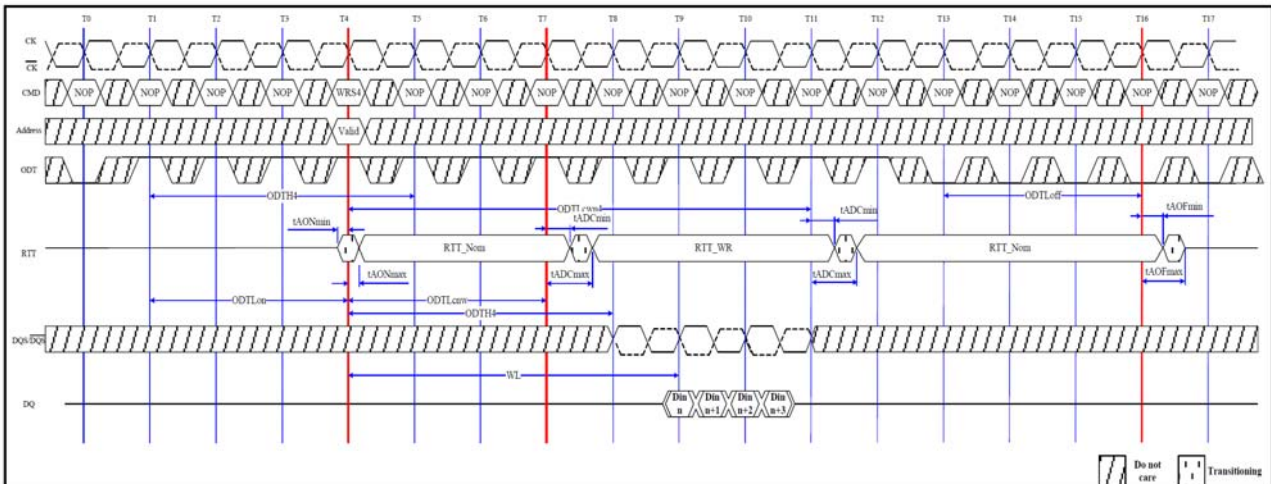 T0 T1 T2 T3 T4 T5 T6 T7 T8 T9 T10 T11 T12 T13 T14 T15 T16 T17
CK
CK
CMD NOP NOP NOP NOP WRS4 NOP NOP NOP NOP NOP NOP NOP NOP NOP NOP NOP NOP NOP
Address Valid
ODT
ODTH4 ODTLcwn4 ODTLoff
tAONmin tADCmin tADCmin tAOFmin
RTT RTT_Nom RTT_WR RTT_Nom
tAONmax tADCmax tADCmax tAOFmax
ODTLon ODTLcnw
ODTH4
DQS/DQS
WL
DQ Din n Din n+1 Din n+2 Din n+3
Do not care Transitioning